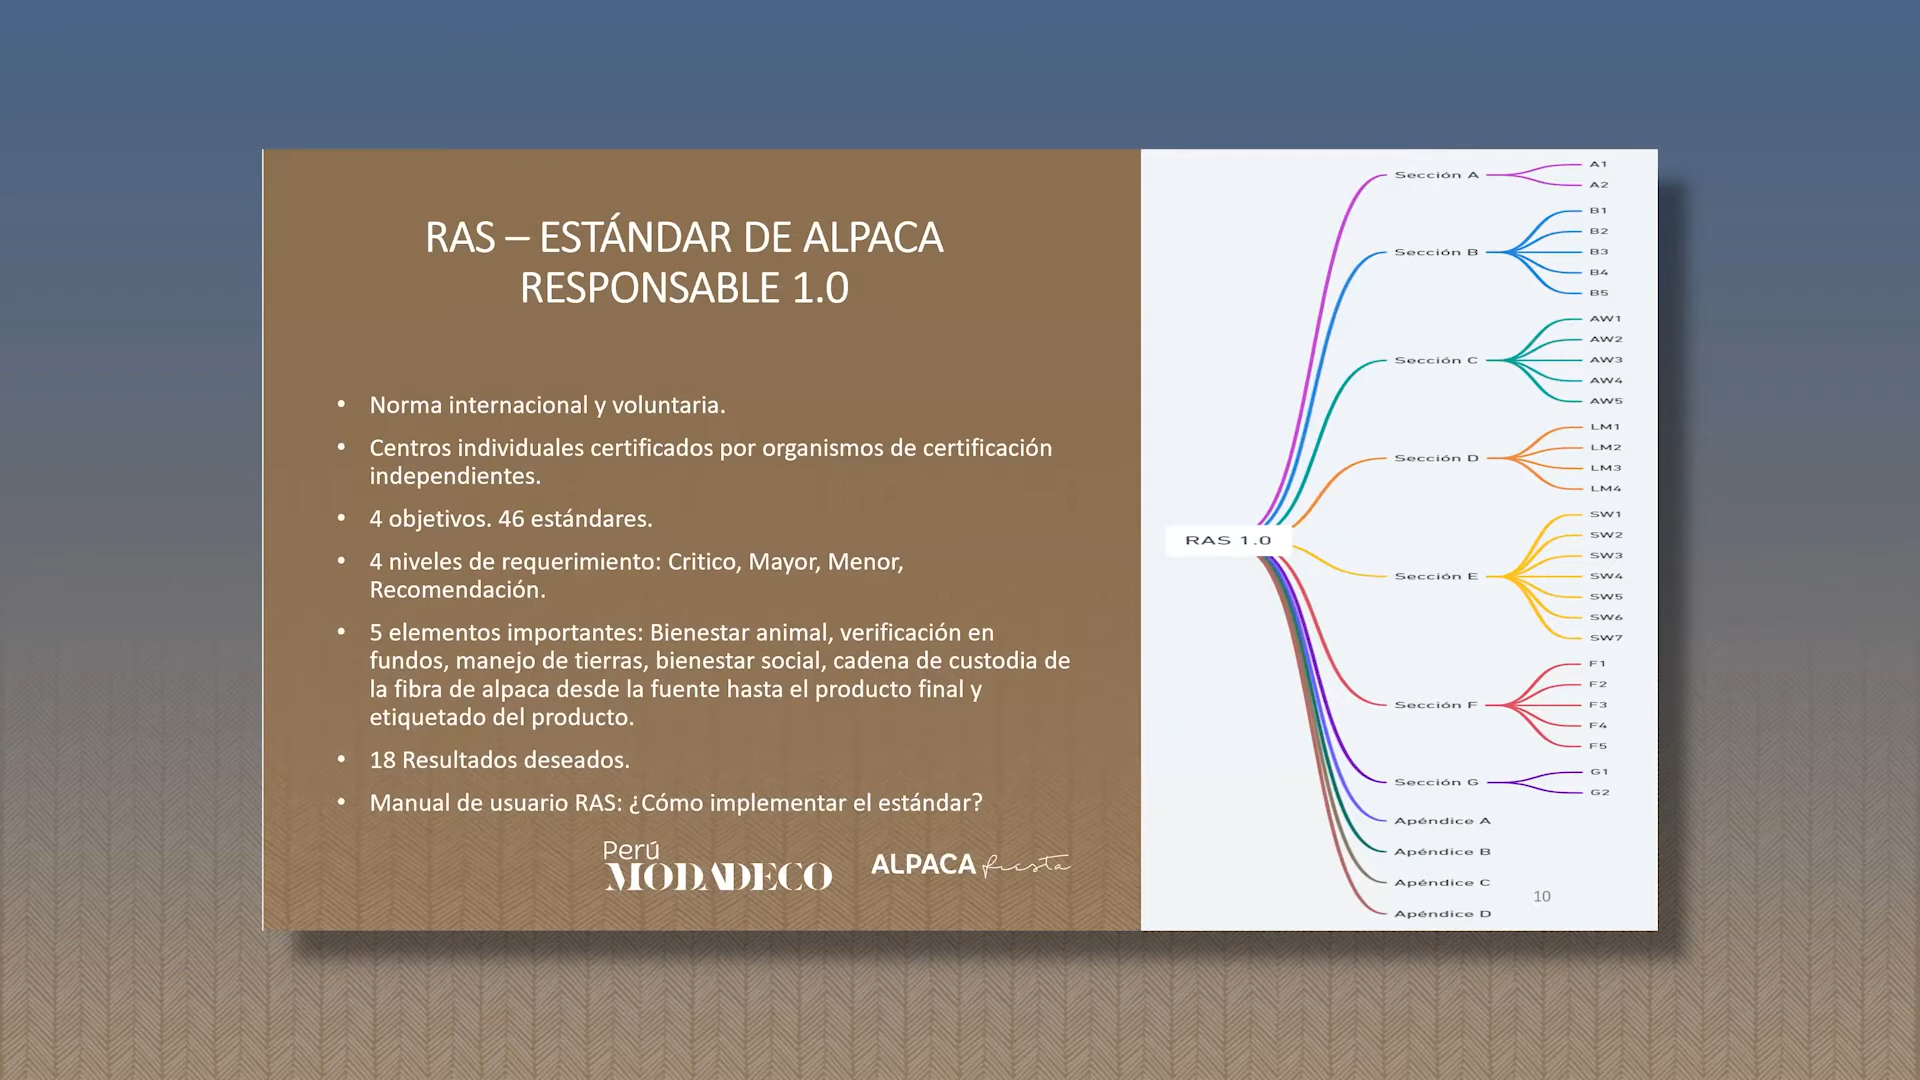 RAS – ESTÁNDAR DE ALPACA
RESPONSABLE 1.0
• Norma internacional y voluntaria.
• Centros individuales certificados por organismos de certificación
independientes.
• 4 objetivos. 46 estándares.
• 4 niveles de requerimiento: Critico, Mayor, Menor,
Recomendación.
• 5 elementos importantes: Bienestar animal, verificación en
fundos, manejo de tierras, bienestar social, cadena de custodia de
la fibra de alpaca desde la fuente hasta el producto final y
etiquetado del producto.
• 18 Resultados deseados.
• Manual de usuario RAS: ¿Cómo implementar el estándar?
Perú
MODADECO
ALPACA fiesta
RAS 1.0
Sección A
A1
A2
Sección B
B1
B2
B3
B4
B5
Sección C
AW1
AW2
AW3
AW4
AW5
Sección D
LM1
LM2
LM3
LM4
Sección E
SW1
SW2
SW3
SW4
SW5
SW6
SW7
Sección F
F1
F2
F3
F4
F5
Sección G
G1
G2
Apéndice A
Apéndice B
Apéndice C
Apéndice D
10